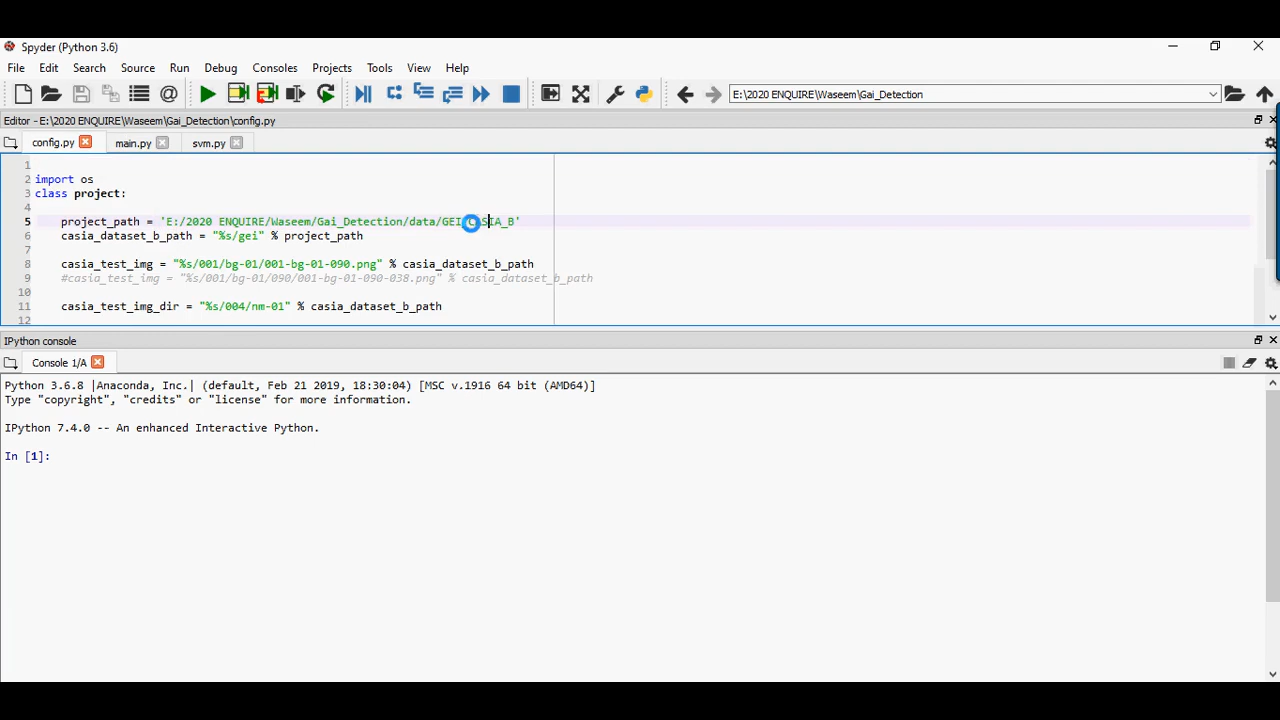 Spyder (Python 3.6)
File Edit Search Source Run Debug Consoles Projects Tools View Help
E:\2020 ENQUIRE\Waseem\Gai_Detection
Editor - E:\2020 ENQUIRE\Waseem\Gai_Detection\config.py
config.py main.py svm.py
1
2 import os
3 class project:
4
5 project_path = 'E:/2020 ENQUIRE/Waseem/Gai_Detection/data/GEI_CASIA_B'
6 casia_dataset_b_path = "%s/gei" % project_path
7
8 casia_test_img = "%s/001/bg-01/001-bg-01-090.png" % casia_dataset_b_path
9 #casia_test_img = "%s/001/bg-01/090/001-bg-01-090-038.png" % casia_dataset_b_path
10
11 casia_test_img_dir = "%s/004/nm-01" % casia_dataset_b_path
12
IPython console
Console 1/A
Python 3.6.8 |Anaconda, Inc.| (default, Feb 21 2019, 18:30:04) [MSC v.1916 64 bit (AMD64)]
Type "copyright", "credits" or "license" for more information.
IPython 7.4.0 -- An enhanced Interactive Python.
In [1]: